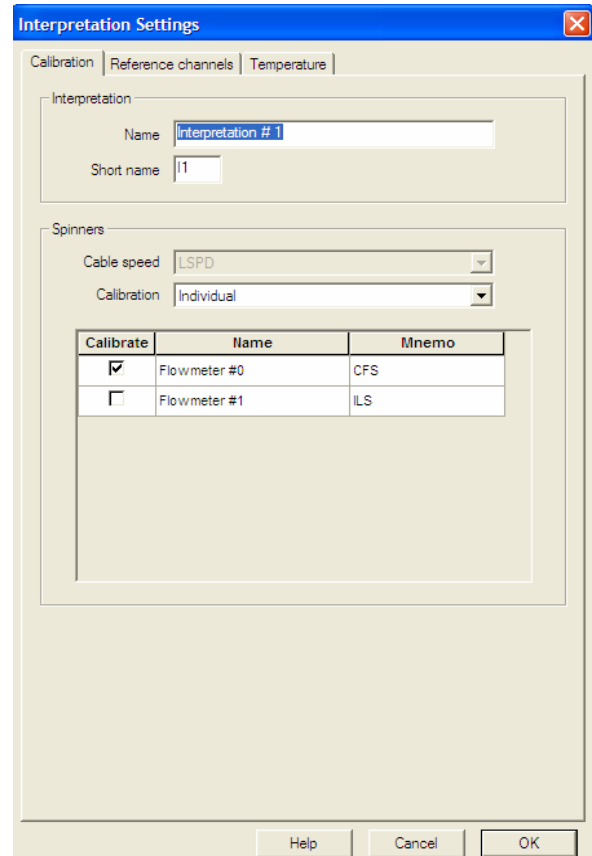 Interpretation Settings
Calibration Reference channels Temperature
Interpretation
Name Interpretation # 1
Short name I1
Spinners
Cable speed LSPD
Calibration Individual
Calibrate Name Mnemo
Flowmeter #0 CFS
Flowmeter #1 ILS
Help Cancel OK